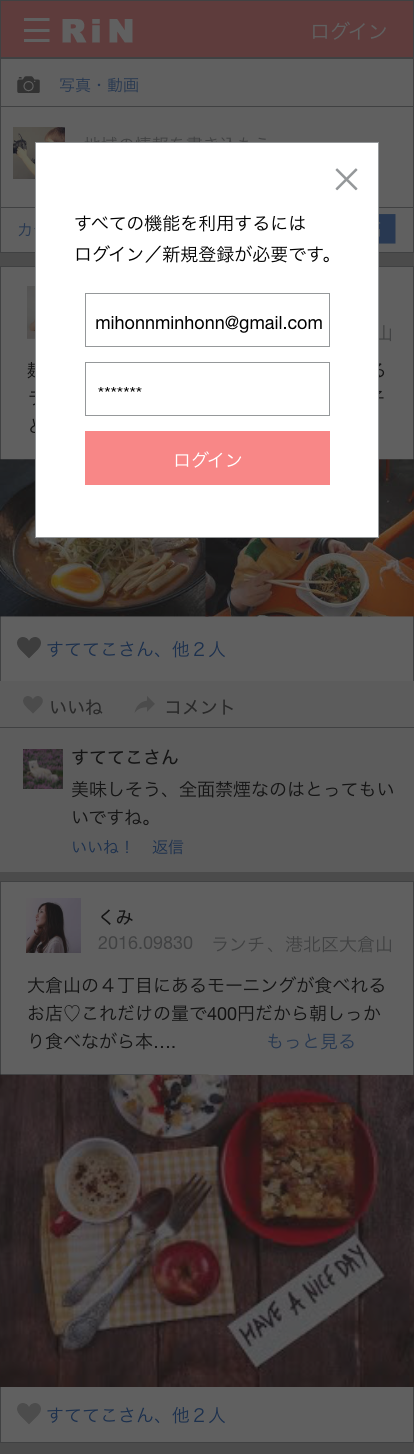 RiN
ログイン
写真・動画
地域の情報を書き込もう
カ
すべての機能を利用するには
ログイン／新規登録が必要です。
mihonnminhonn@gmail.com
*******
ログイン
山
る
すててこさん、他２人
いいね
コメント
すててこさん
美味しそう、全面禁煙なのはとってもい
いですね。
いいね！
返信
くみ
2016.09830
ランチ、港北区大倉山
大倉山の４丁目にあるモーニングが食べれる
お店♡これだけの量で400円だから朝しっか
り食べながら本....
もっと見る
HAVE A NICE DAY
すててこさん、他２人